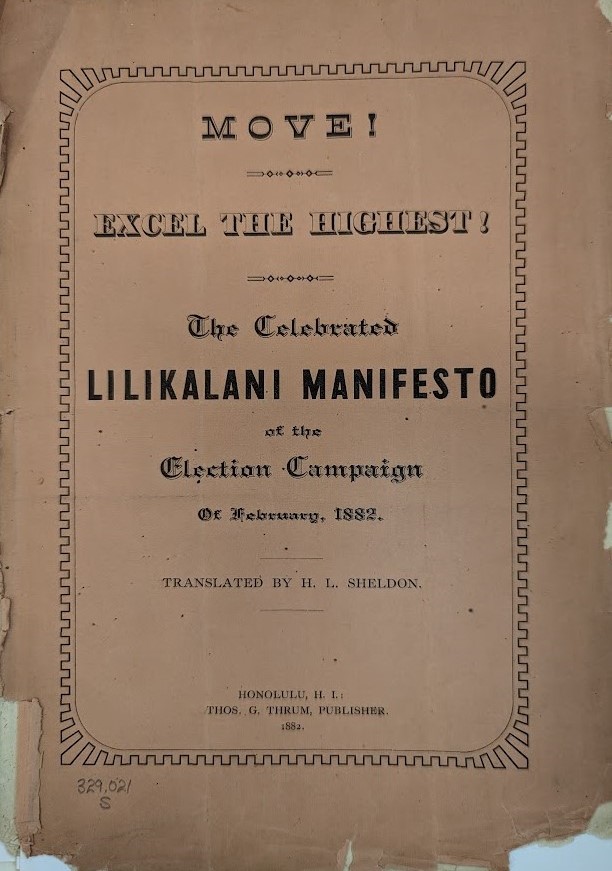 MOVE!
EXCEL THE HIGHEST!
The Celebrated
LILIKALANI MANIFESTO
of the
Election Campaign
Of February, 1882.
TRANSLATED BY H. L. SHELDON.
HONOLULU, H. I.:
THOS. G. THRUM, PUBLISHER.
1882.
329.021
S